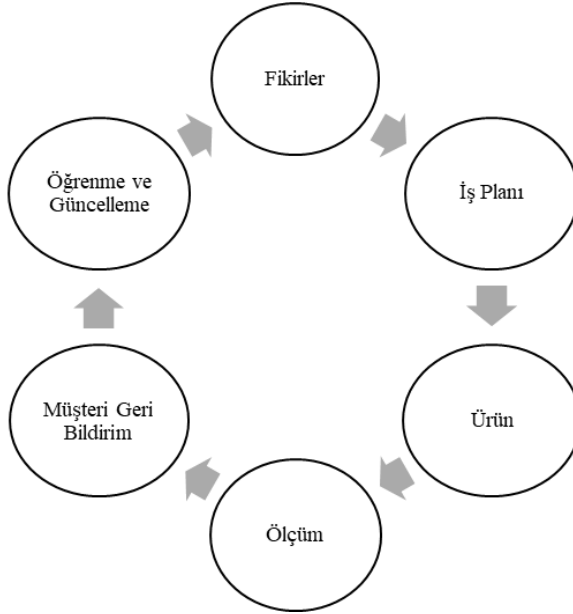 Fikirler
İş Planı
Ürün
Ölçüm
Müşteri Geri
Bildirim
Öğrenme ve
Güncelleme